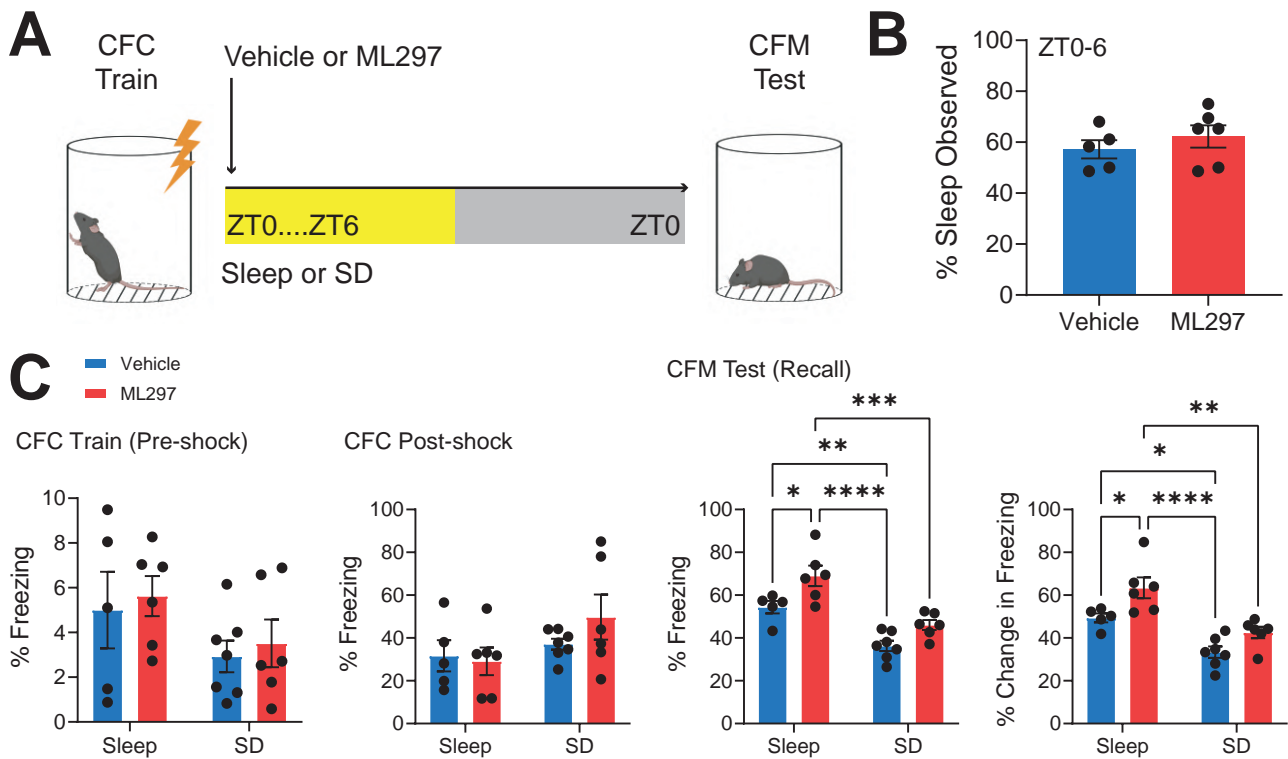 A
CFC
Train
Vehicle or ML297
CFM
Test
ZT0....ZT6
ZT0
Sleep or SD
B
ZT0-6
% Sleep Observed
100
80
60
40
20
0
Vehicle
ML297
C
Vehicle
ML297
CFC Train (Pre-shock)
% Freezing
10
8
6
4
2
0
Sleep
SD
CFC Post-shock
% Freezing
100
80
60
40
20
0
Sleep
SD
CFM Test (Recall)
***
**
*
****
% Freezing
100
80
60
40
20
0
Sleep
SD
**
*
*
****
% Change in Freezing
100
80
60
40
20
0
Sleep
SD